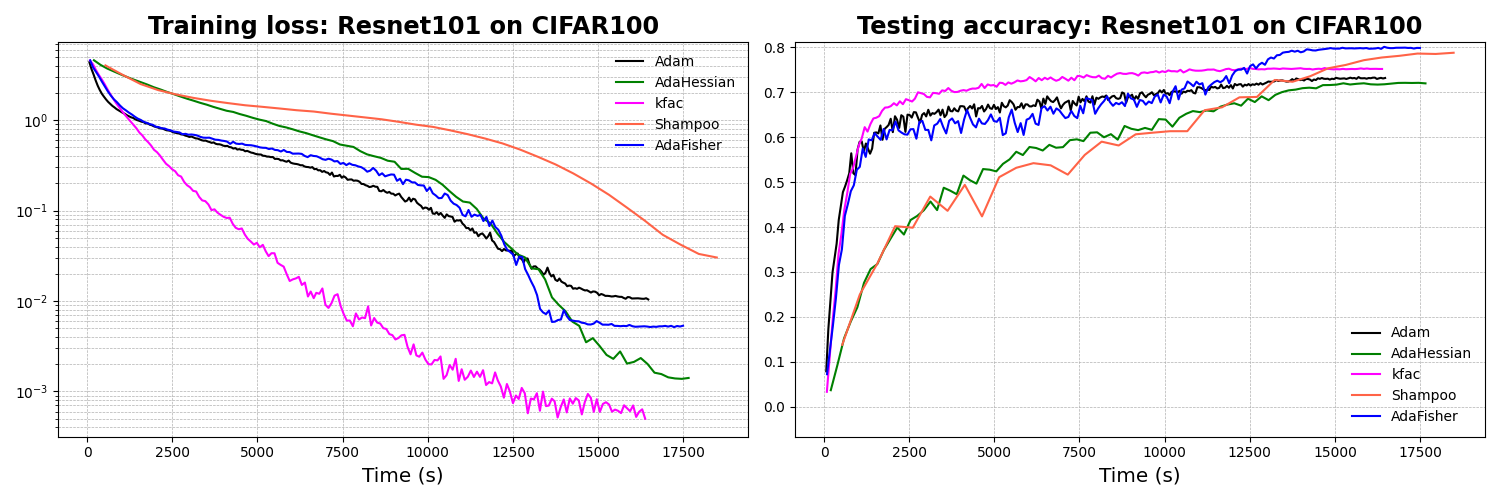 Training loss: Resnet101 on CIFAR100
10^0
10^-1
10^-2
10^-3
Adam
AdaHessian
kfac
Shampoo
AdaFisher
0 2500 5000 7500 10000 12500 15000 17500
Time (s)
Testing accuracy: Resnet101 on CIFAR100
0.8
0.7
0.6
0.5
0.4
0.3
0.2
0.1
0.0
Adam
AdaHessian
kfac
Shampoo
AdaFisher
0 2500 5000 7500 10000 12500 15000 17500
Time (s)